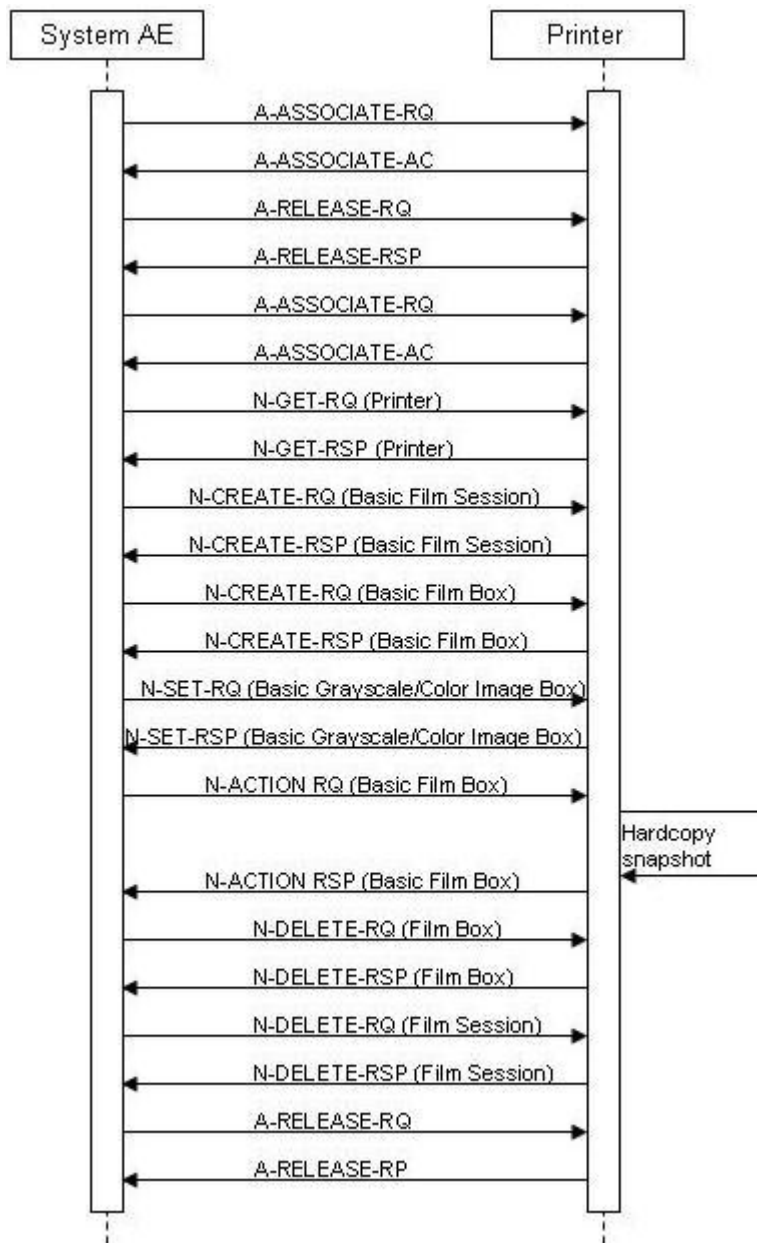 System AE
Printer
A-ASSOCIATE-RQ
A-ASSOCIATE-AC
A-RELEASE-RQ
A-RELEASE-RSP
A-ASSOCIATE-RQ
A-ASSOCIATE-AC
N-GET-RQ (Printer)
N-GET-RSP (Printer)
N-CREATE-RQ (Basic Film Session)
N-CREATE-RSP (Basic Film Session)
N-CREATE-RQ (Basic Film Box)
N-CREATE-RSP (Basic Film Box)
N-SET-RQ (Basic Grayscale/Color Image Box)
N-SET-RSP (Basic Grayscale/Color Image Box)
N-ACTION RQ (Basic Film Box)
Hardcopy
snapshot
N-ACTION RSP (Basic Film Box)
N-DELETE-RQ (Film Box)
N-DELETE-RSP (Film Box)
N-DELETE-RQ (Film Session)
N-DELETE-RSP (Film Session)
A-RELEASE-RQ
A-RELEASE-RP